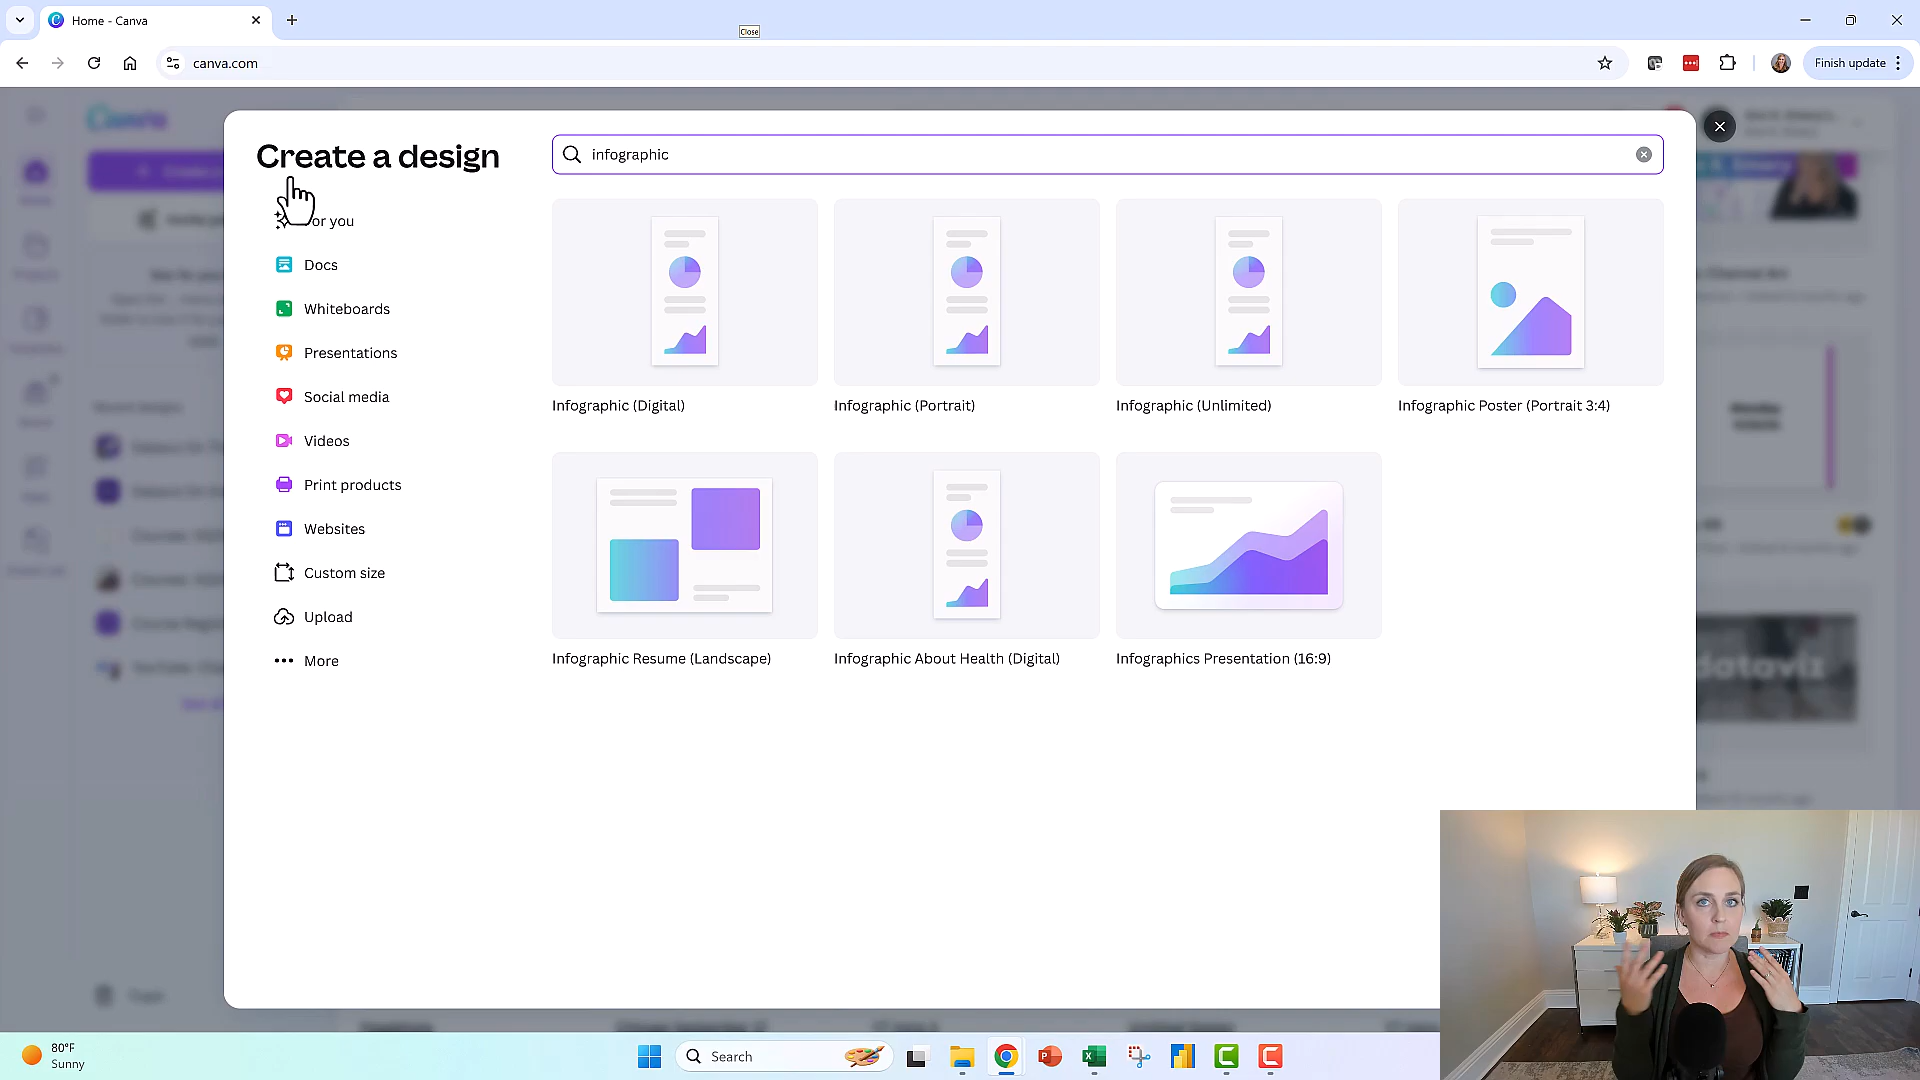 Home - Canva
Close
canva.com
Finish update
Canva
Create a design
infographic
or you
Docs
Whiteboards
Presentations
Social media
Videos
Print products
Websites
Custom size
Upload
More
Infographic (Digital)
Infographic (Portrait)
Infographic (Unlimited)
Infographic Poster (Portrait 3:4)
Infographic Resume (Landscape)
Infographic About Health (Digital)
Infographics Presentation (16:9)
dataviz
80°F
Sunny
Search